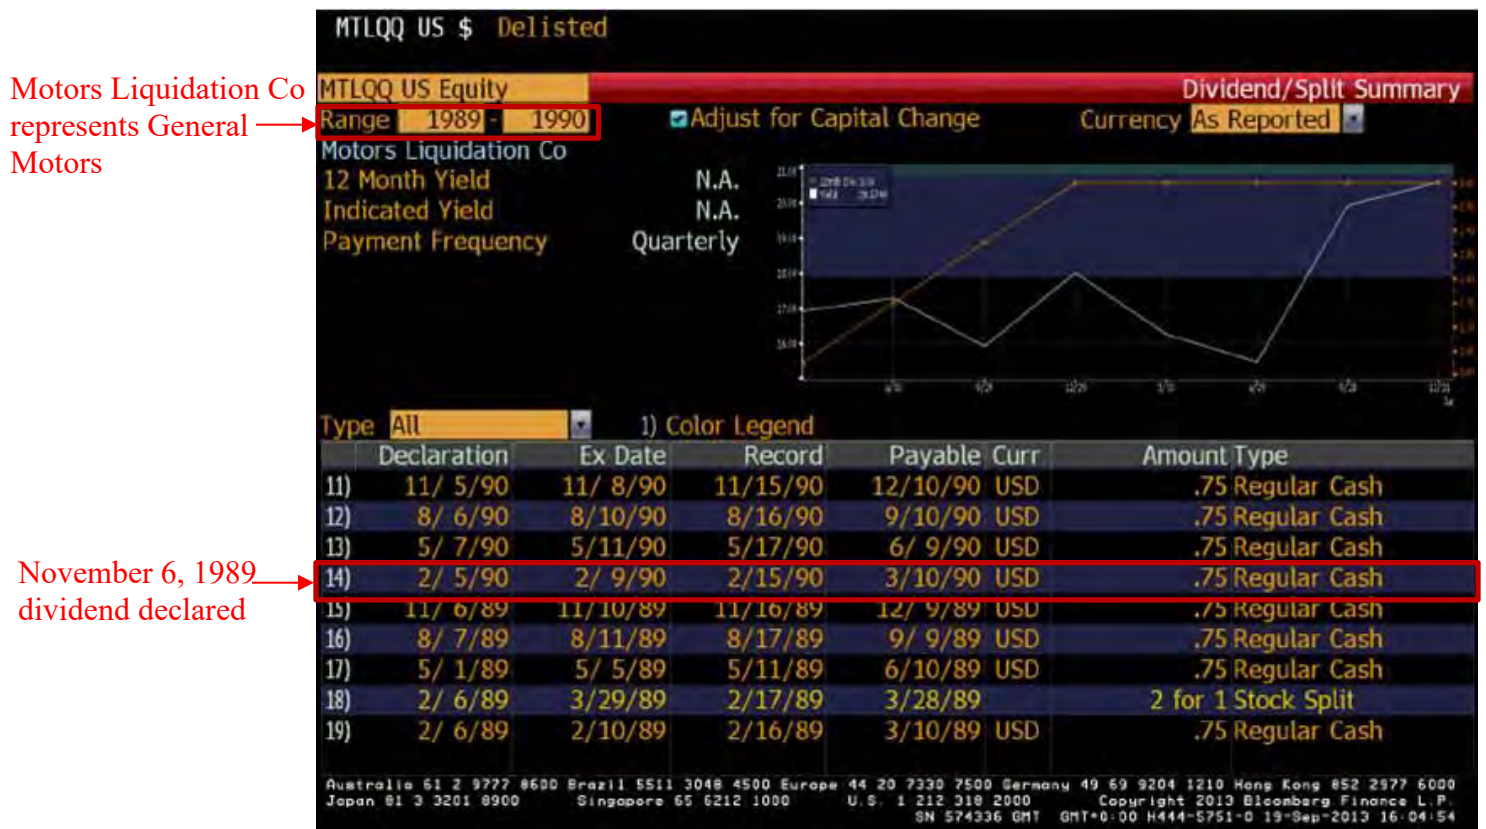 MTLQQ US $ Delisted
Motors Liquidation Co
represents General
Motors
MTLQQ US Equity Dividend/Split Summary
Range 1989 - 1990 Adjust for Capital Change Currency As Reported
Motors Liquidation Co
12 Month Yield N.A.
Indicated Yield N.A.
Payment Frequency Quarterly
Type All 1) Color Legend
Declaration Ex Date Record Payable Curr Amount Type
11) 11/ 5/90 11/ 8/90 11/15/90 12/10/90 USD .75 Regular Cash
12) 8/ 6/90 8/10/90 8/16/90 9/10/90 USD .75 Regular Cash
13) 5/ 7/90 5/11/90 5/17/90 6/ 9/90 USD .75 Regular Cash
November 6, 1989
dividend declared
14) 2/ 5/90 2/ 9/90 2/15/90 3/10/90 USD .75 Regular Cash
15) 11/ 6/89 11/10/89 11/16/89 12/ 9/89 USD .75 Regular Cash
16) 8/ 7/89 8/11/89 8/17/89 9/ 9/89 USD .75 Regular Cash
17) 5/ 1/89 5/ 5/89 5/11/89 6/10/89 USD .75 Regular Cash
18) 2/ 6/89 3/29/89 2/17/89 3/28/89 2 for 1 Stock Split
19) 2/ 6/89 2/10/89 2/16/89 3/10/89 USD .75 Regular Cash
Australia 61 2 9777 8600 Brazil 5511 3048 4500 Europe 44 20 7330 7500 Germany 49 69 9204 1210 Hong Kong 852 2977 6000
Japan 81 3 3201 8900 Singapore 65 6212 1000 U.S. 1 212 318 2000 Copyright 2013 Bloomberg Finance L.P.
SN 574336 GMT GMT+0:00 H444-5751-0 19-Sep-2013 16:04:54